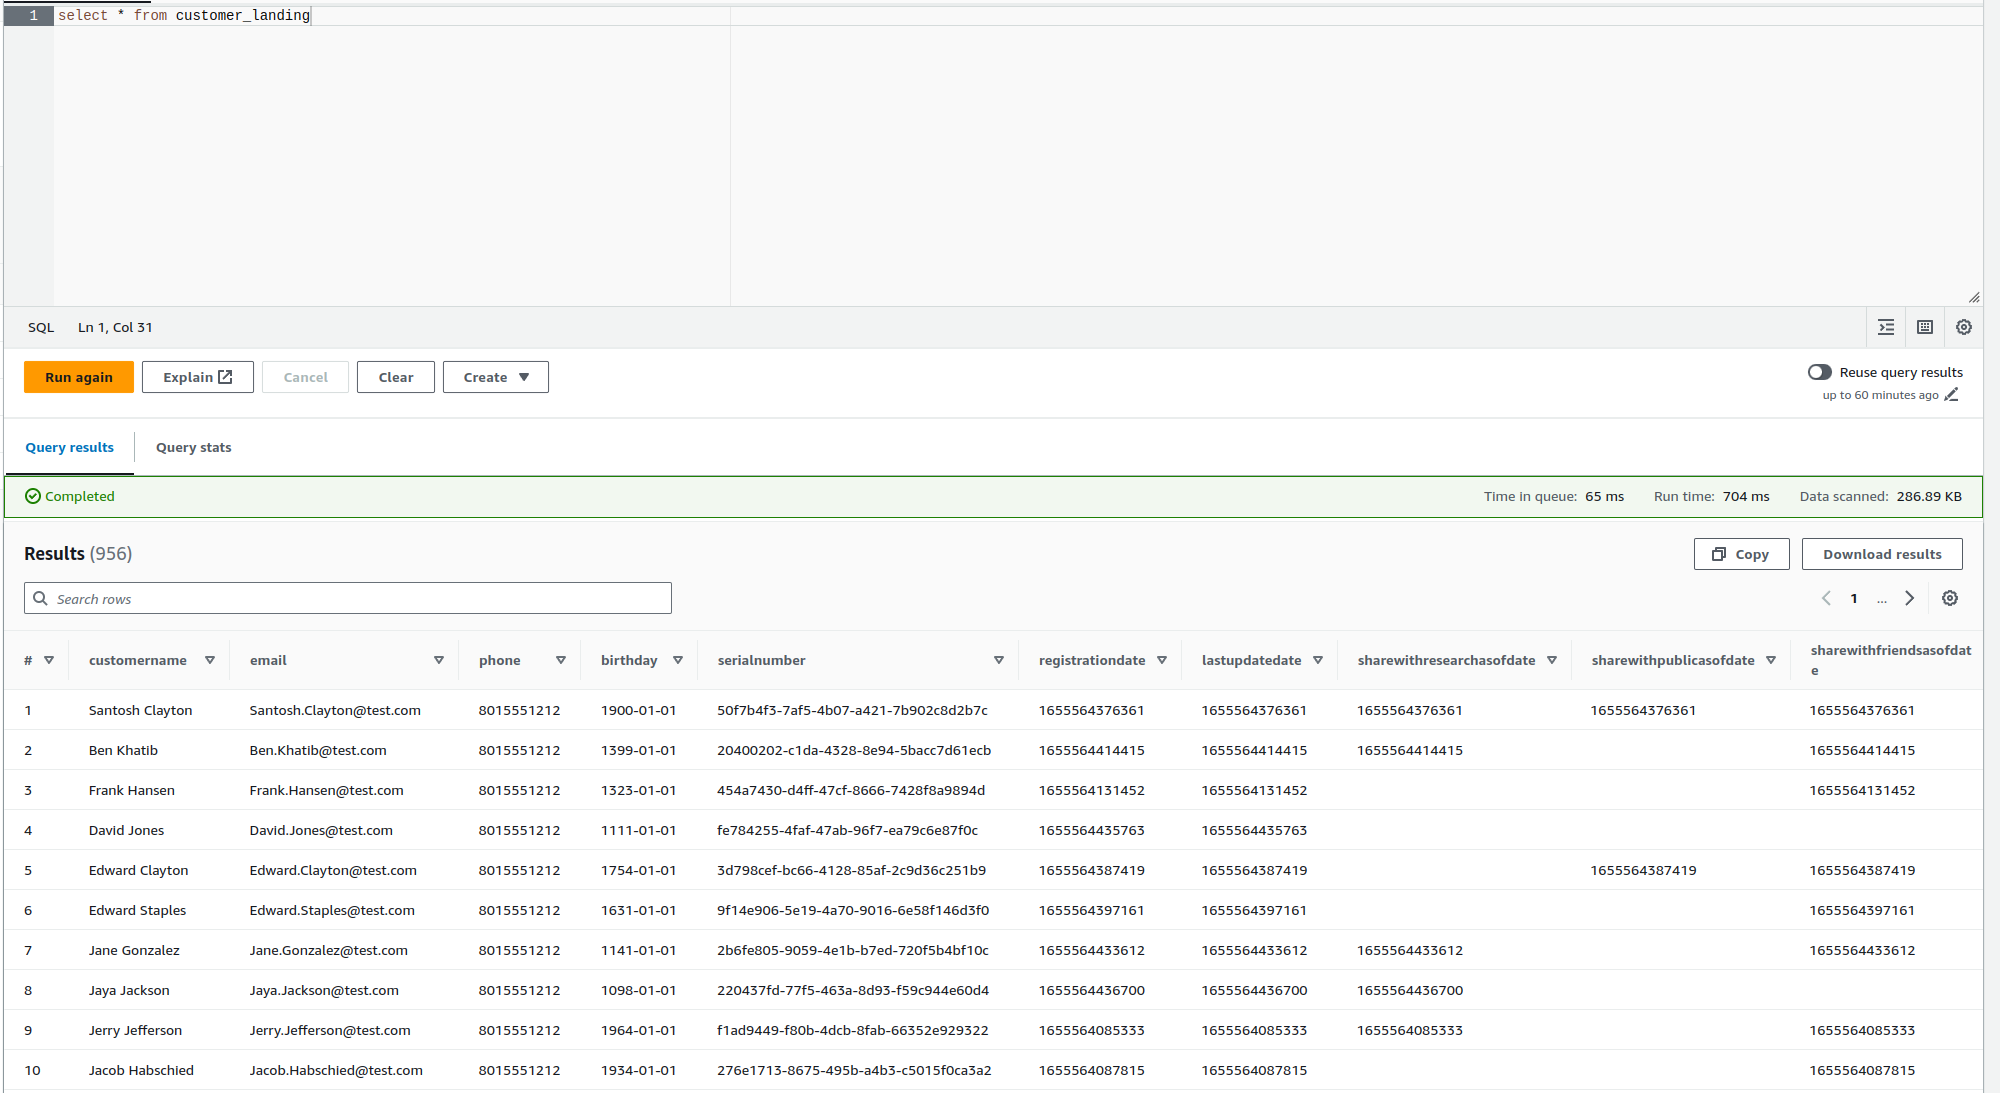 1 select * from customer_landing
SQL Ln 1, Col 31
Run again Explain Cancel Clear Create Reuse query results
up to 60 minutes ago
Query results Query stats
Completed Time in queue: 65 ms Run time: 704 ms Data scanned: 286.89 KB
Results (956) Copy Download results
Search rows 1 ...
# customername email phone birthday serialnumber registrationdate lastupdatedate sharewithresearchasofdate sharewithpublicasofdate sharewithfriendsasofdate
1 Santosh Clayton Santosh.Clayton@test.com 8015551212 1900-01-01 50f7b4f3-7af5-4b07-a421-7b902c8d2b7c 1655564376361 1655564376361 1655564376361 1655564376361 1655564376361
2 Ben Khatib Ben.Khatib@test.com 8015551212 1399-01-01 20400202-c1da-4328-8e94-5bacc7d61ecb 1655564414415 1655564414415 1655564414415 1655564414415
3 Frank Hansen Frank.Hansen@test.com 8015551212 1323-01-01 454a7430-d4ff-47cf-8666-7428f8a9894d 1655564131452 1655564131452 1655564131452
4 David Jones David.Jones@test.com 8015551212 1111-01-01 fe784255-4faf-47ab-96f7-ea79c6e87f0c 1655564435763 1655564435763
5 Edward Clayton Edward.Clayton@test.com 8015551212 1754-01-01 3d798cef-bc66-4128-85af-2c9d36c251b9 1655564387419 1655564387419 1655564387419 1655564387419
6 Edward Staples Edward.Staples@test.com 8015551212 1631-01-01 9f14e906-5e19-4a70-9016-6e58f146d3f0 1655564397161 1655564397161 1655564397161
7 Jane Gonzalez Jane.Gonzalez@test.com 8015551212 1141-01-01 2b6fe805-9059-4e1b-b7ed-720f5b4bf10c 1655564433612 1655564433612 1655564433612 1655564433612
8 Jaya Jackson Jaya.Jackson@test.com 8015551212 1098-01-01 220437fd-77f5-463a-8d93-f59c944e60d4 1655564436700 1655564436700 1655564436700
9 Jerry Jefferson Jerry.Jefferson@test.com 8015551212 1964-01-01 f1ad9449-f80b-4dcb-8fab-66352e929322 1655564085333 1655564085333 1655564085333 1655564085333
10 Jacob Habschied Jacob.Habschied@test.com 8015551212 1934-01-01 276e1713-8675-495b-a4b3-c5015f0ca3a2 1655564087815 1655564087815 1655564087815